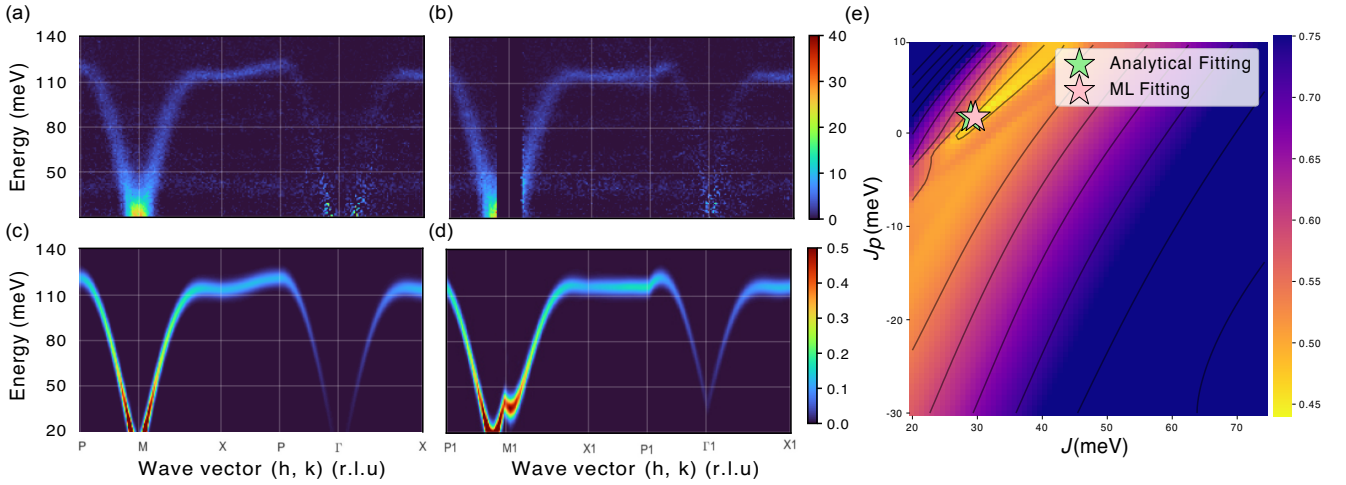 (a)
140
110
80
50
Energy (meV)
(b)
40
30
20
10
0
(c)
140
110
80
50
20
Energy (meV)
P M X P Γ X
Wave vector (h, k) (r.l.u)
(d)
0.5
0.4
0.3
0.2
0.1
0.0
P1 M1 X1 P1 Γ1 X1
Wave vector (h, k) (r.l.u)
(e)
10
0
-10
-20
-30
Jp(meV)
Analytical Fitting
ML Fitting
20 30 40 50 60 70
J(meV)
0.75
0.70
0.65
0.60
0.55
0.50
0.45